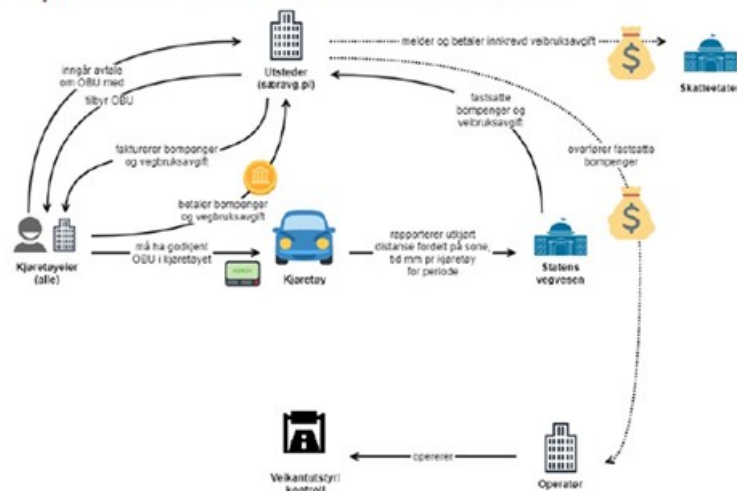 melder og betaler innkrevd veibruksavgift
Utsteder
(særavg.pl)
Skatteetaten
inngår avtale
om OBU med
tilbyr OBU
fastsatte
bompenger og
veibruksavgift
fakturerer bompenger
og vegbruksavgift
overfører fastsatte
bompenger
betaler bompenger
og vegbruksavgift
må ha godkjent
OBU i kjøretøyet
rapporterer utkjørt
distanse fordelt på sone,
tid mm pr kjøretøy
for periode
Kjøretøyeier
(alle)
Kjøretøy
Statens
vegvesen
opererer
Veikantutstyr/
kontroll
Operatør